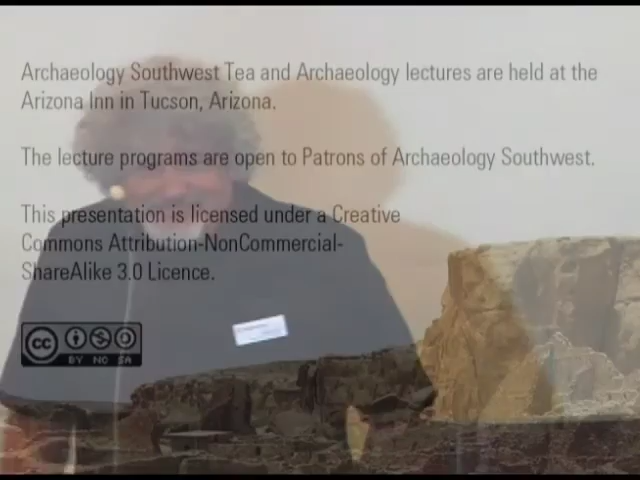 Archaeology Southwest Tea and Archaeology lectures are held at the
Arizona Inn in Tucson, Arizona.
The lecture programs are open to Patrons of Archaeology Southwest.
This presentation is licensed under a Creative
Commons Attribution-NonCommercial-
ShareAlike 3.0 Licence.
cc
BY NC SA